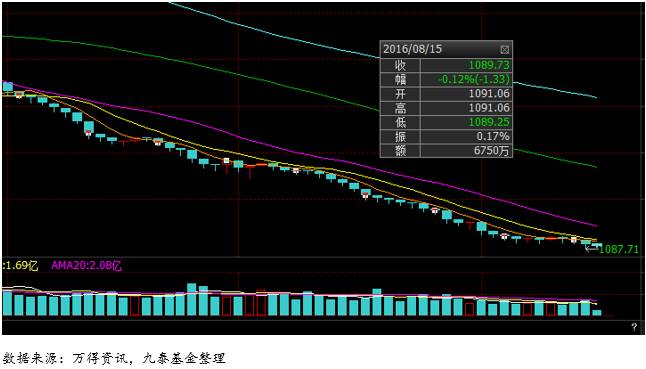 2016/08/15
收 1089.73
幅 -0.12%(-1.33)
开 1091.06
高 1091.06
低 1089.25
振 0.17%
额 6750万
1087.71
:1.69亿 AMA20:2.08亿
?
数据来源：万得资讯，九泰基金整理